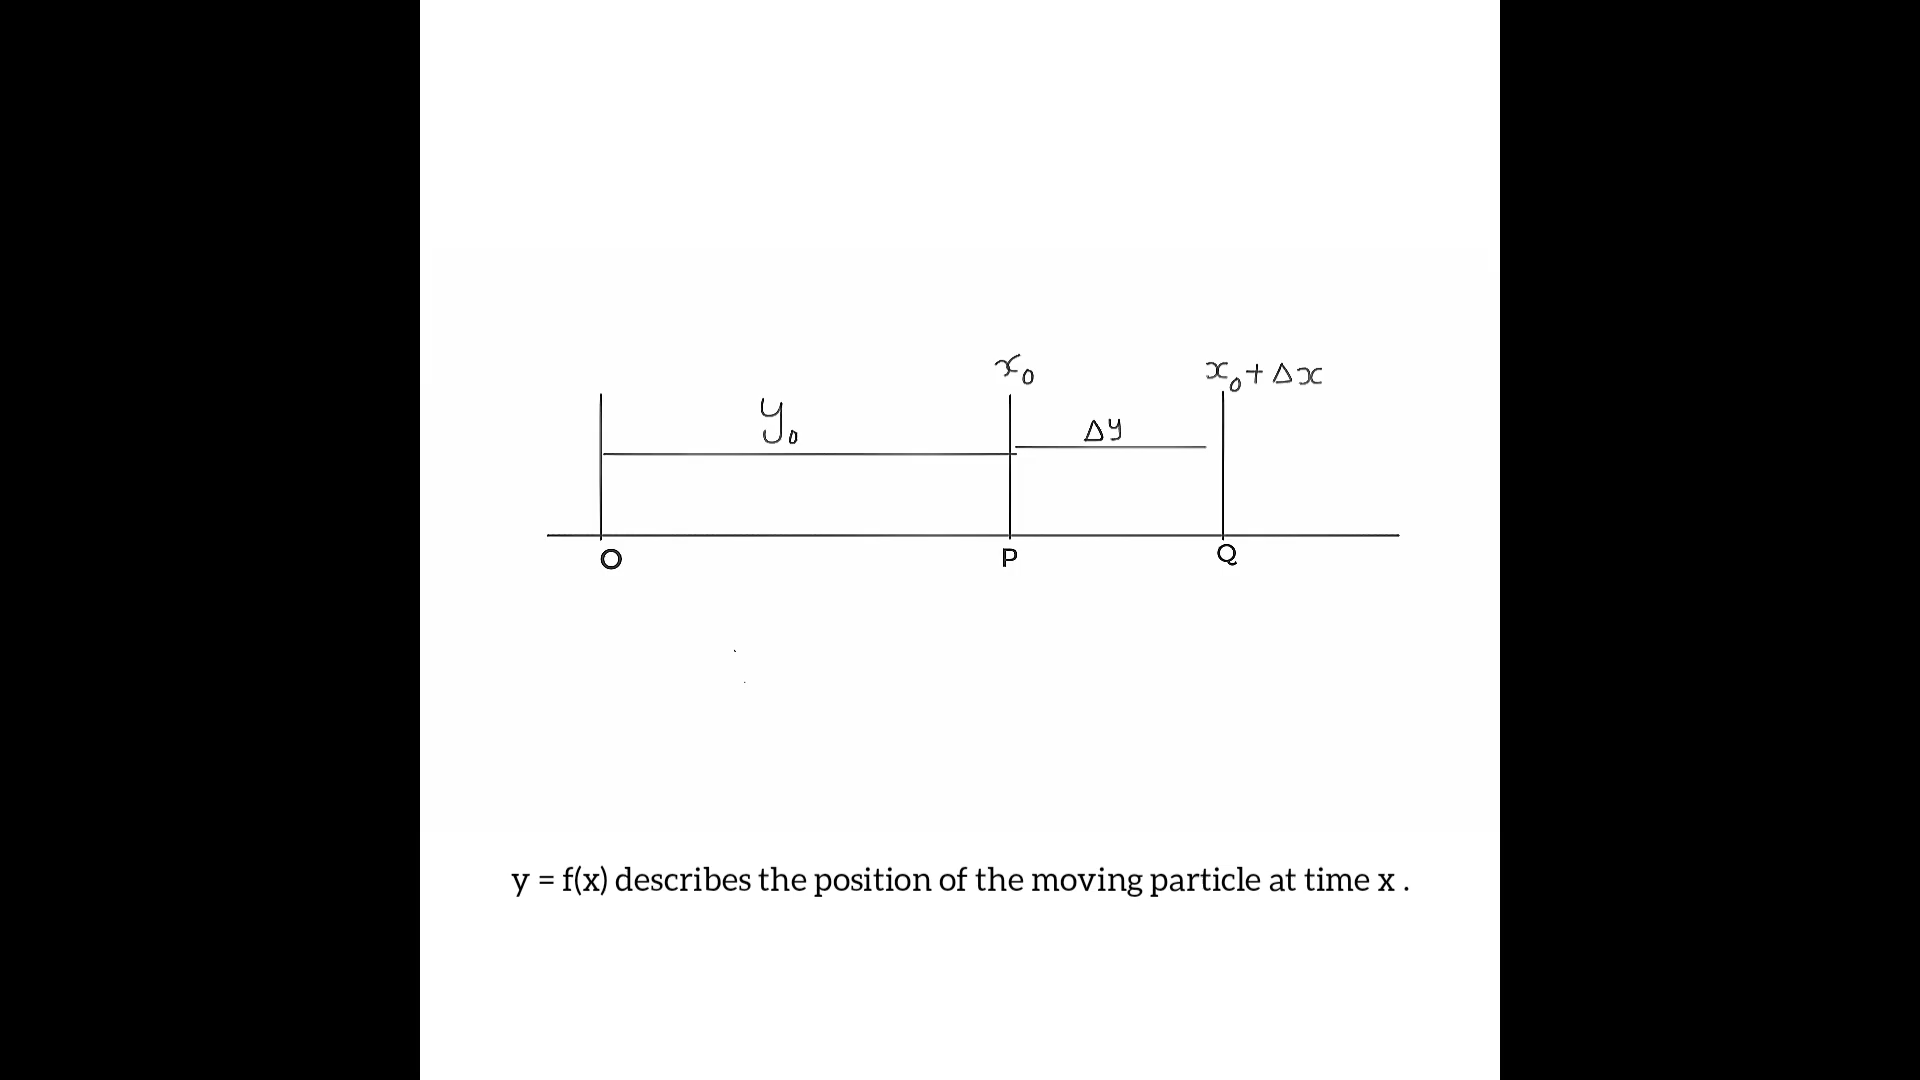 x₀ x₀+Δx
y₀ Δy
O P Q
y = f(x) describes the position of the moving particle at time x .